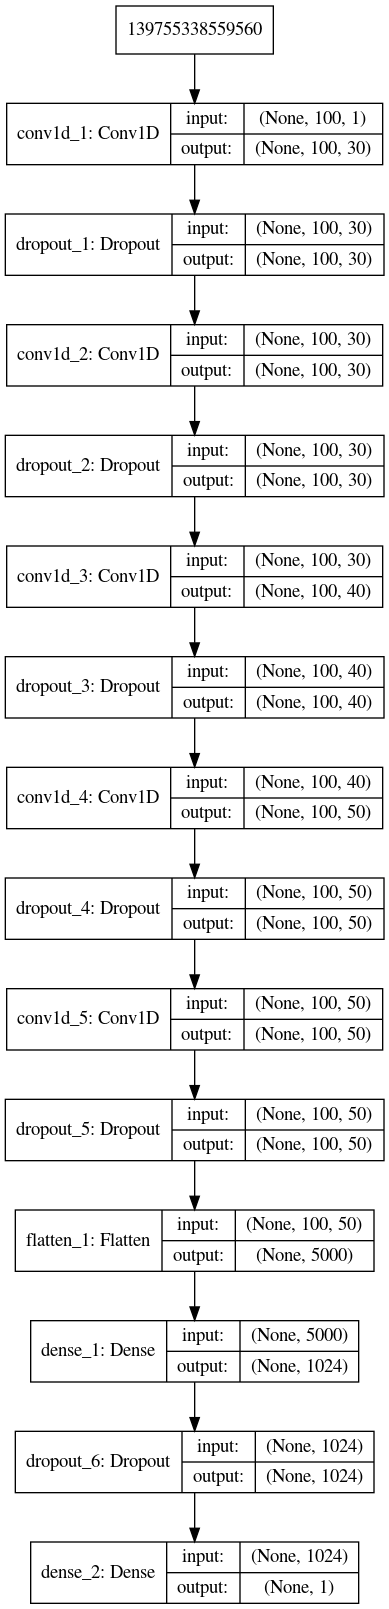 139755338559560
conv1d_1: Conv1D
input: (None, 100, 1)
output: (None, 100, 30)
dropout_1: Dropout
input: (None, 100, 30)
output: (None, 100, 30)
conv1d_2: Conv1D
input: (None, 100, 30)
output: (None, 100, 30)
dropout_2: Dropout
input: (None, 100, 30)
output: (None, 100, 30)
conv1d_3: Conv1D
input: (None, 100, 30)
output: (None, 100, 40)
dropout_3: Dropout
input: (None, 100, 40)
output: (None, 100, 40)
conv1d_4: Conv1D
input: (None, 100, 40)
output: (None, 100, 50)
dropout_4: Dropout
input: (None, 100, 50)
output: (None, 100, 50)
conv1d_5: Conv1D
input: (None, 100, 50)
output: (None, 100, 50)
dropout_5: Dropout
input: (None, 100, 50)
output: (None, 100, 50)
flatten_1: Flatten
input: (None, 100, 50)
output: (None, 5000)
dense_1: Dense
input: (None, 5000)
output: (None, 1024)
dropout_6: Dropout
input: (None, 1024)
output: (None, 1024)
dense_2: Dense
input: (None, 1024)
output: (None, 1)